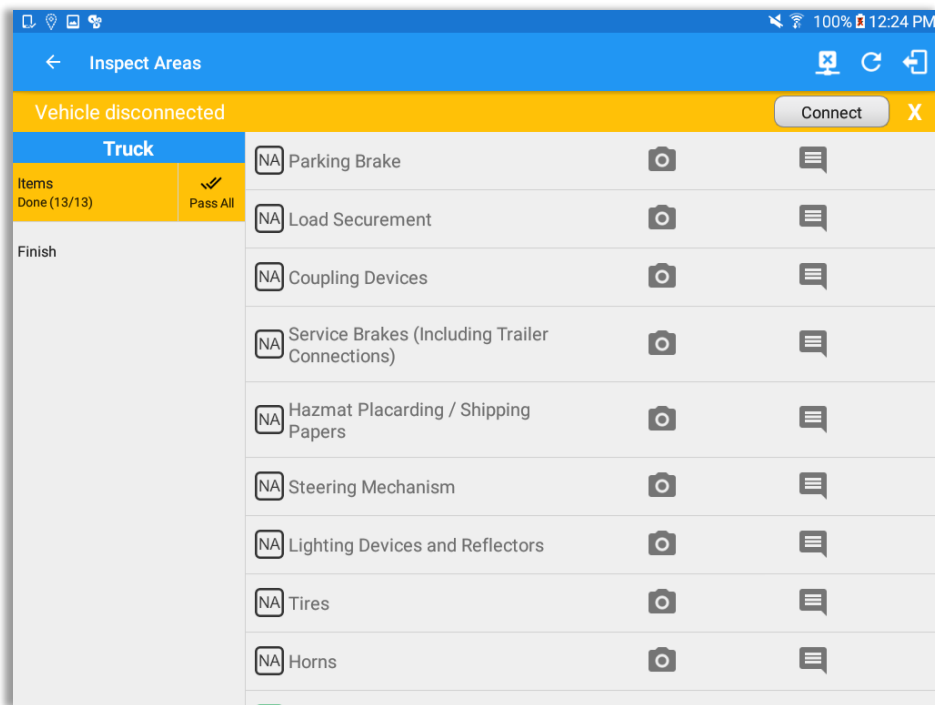 100% 12:24 PM
Inspect Areas
Vehicle disconnected
Connect
X
Truck
Items
Done (13/13)
Pass All
Finish
NA Parking Brake
NA Load Securement
NA Coupling Devices
NA Service Brakes (Including Trailer
Connections)
NA Hazmat Placarding / Shipping
Papers
NA Steering Mechanism
NA Lighting Devices and Reflectors
NA Tires
NA Horns